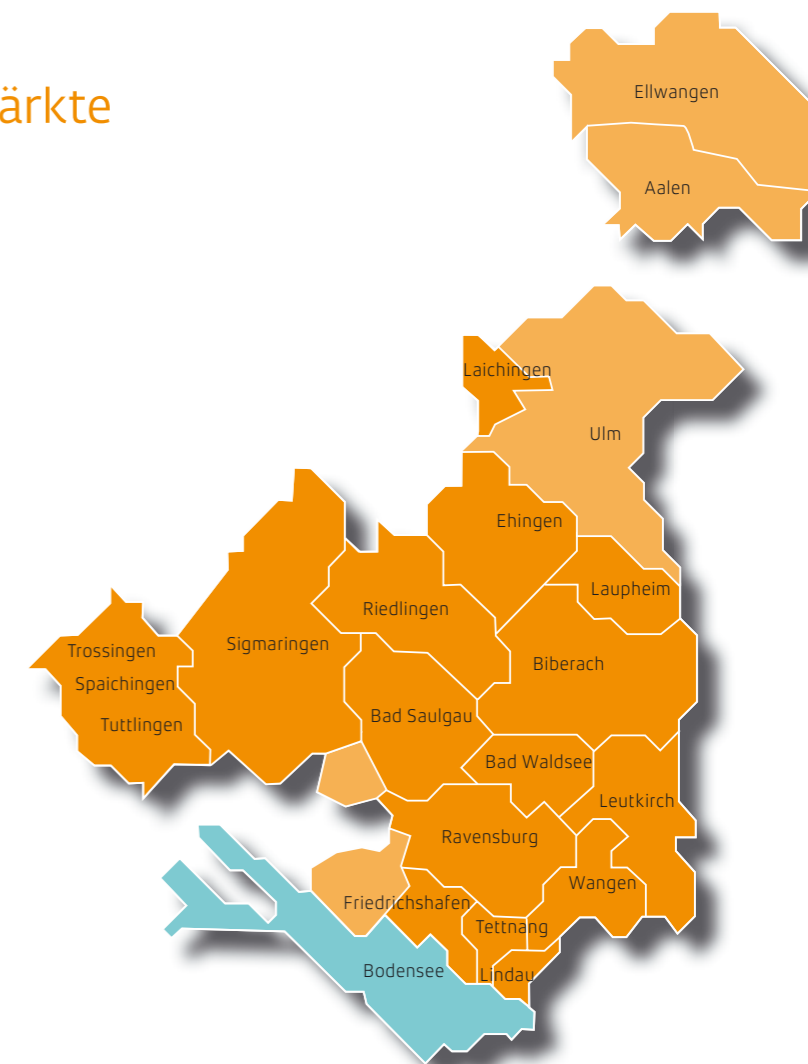 ärkte
Ellwangen
Aalen
Laichingen
Ulm
Ehingen
Laupheim
Riedlingen
Sigmaringen
Trossingen
Biberach
Spaichingen
Bad Saulgau
Tuttlingen
Bad Waldsee
Leutkirch
Ravensburg
Wangen
Friedrichshafen
Tettnang
Bodensee
Lindau